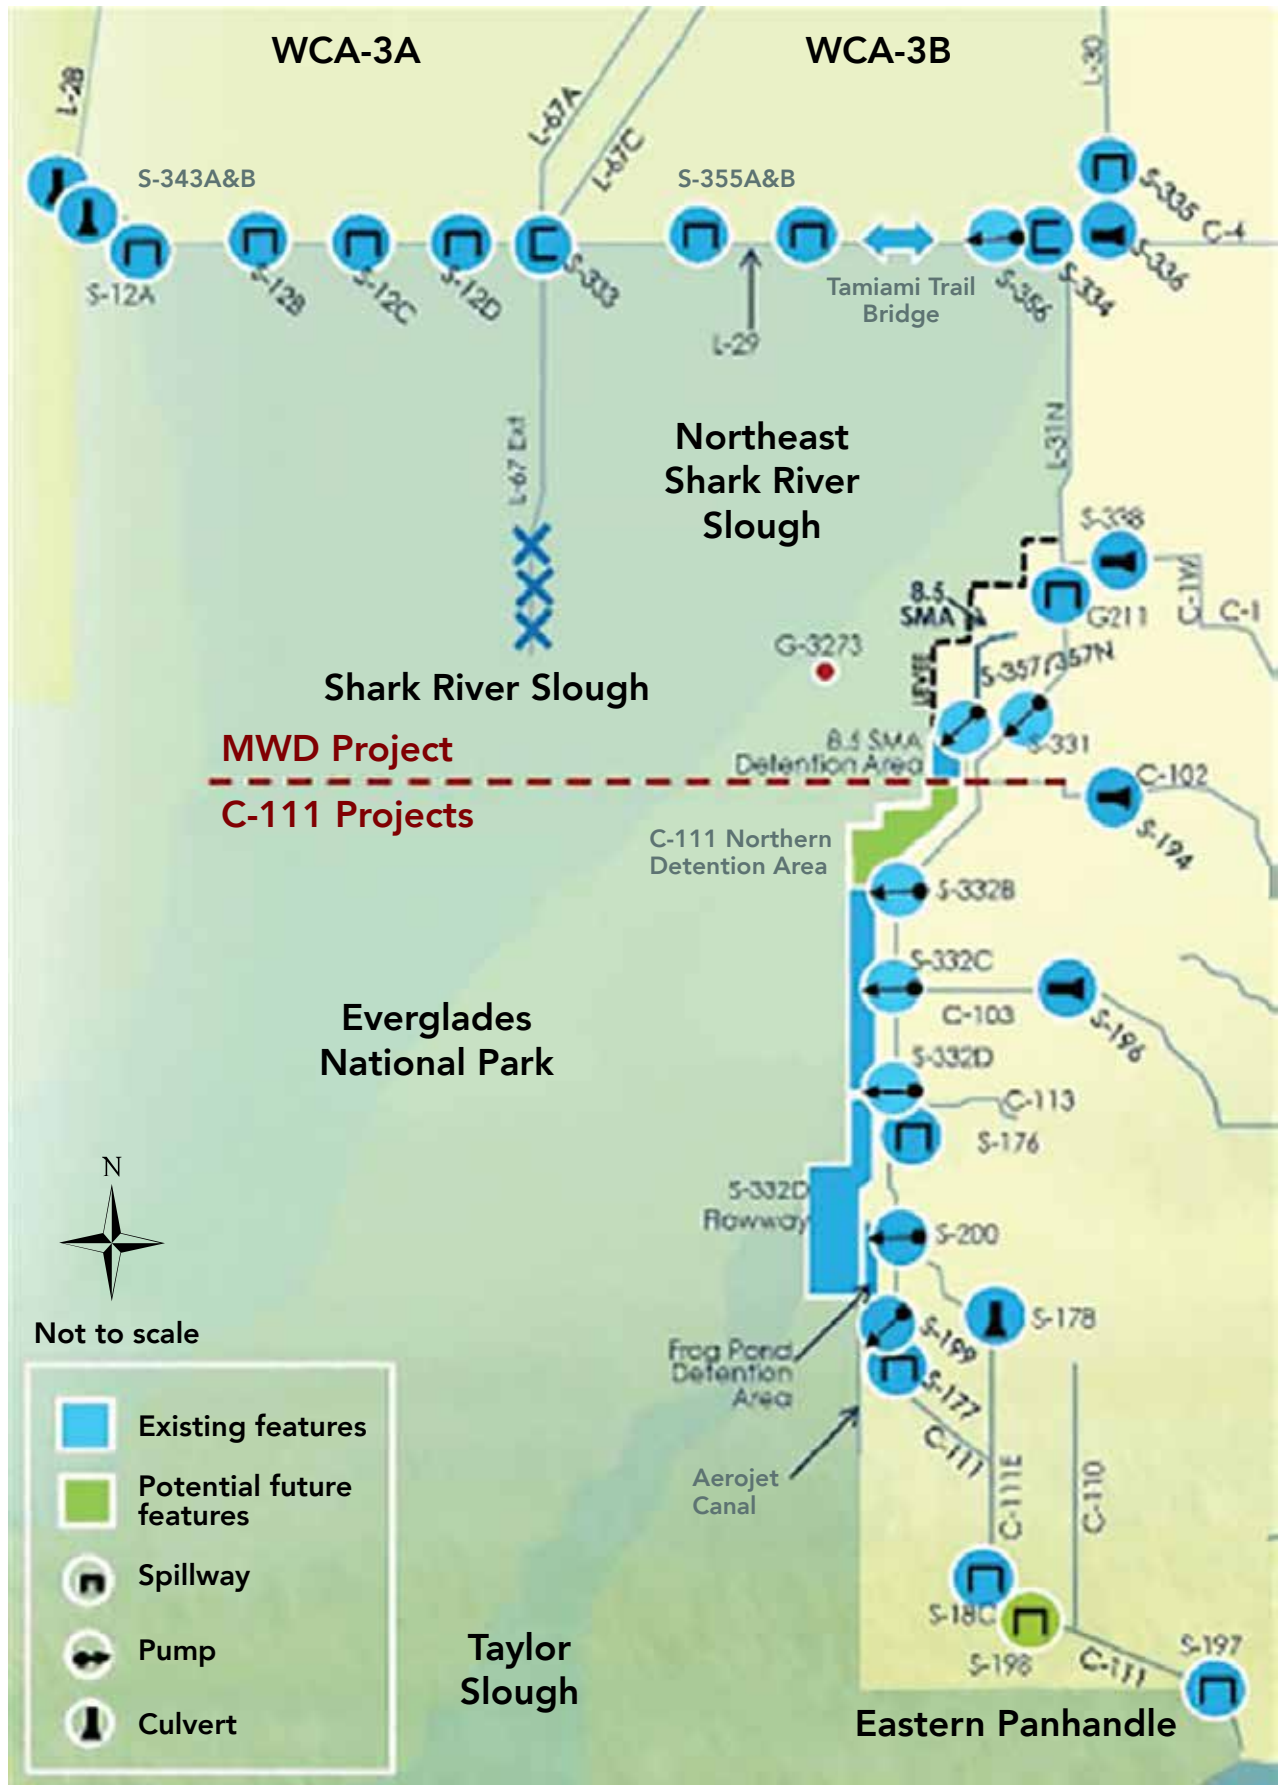 WCA-3A
WCA-3B
L-28
L-67A
L-67C
L-30
S-343A&B
S-355A&B
S-335
C-4
S-336
S-12A
S-12B
S-12C
S-12D
S-333
L-29
Tamiami Trail
Bridge
S-356
S-334
L-67 Ext
Northeast
Shark River
Slough
L-31N
S-338
C-1W
C-1
G211
8.5
SMA
G-3273
LEVEE
S-357/357N
S-331
Shark River Slough
MWD Project
8.5 SMA
Detention Area
C-111 Projects
C-102
S-194
C-111 Northern
Detention Area
S-332B
S-332C
C-103
S-196
Everglades
National Park
S-332D
C-113
S-176
N
S-332D
Flowway
S-200
Not to scale
S-178
S-199
Frog Pond
Detention
Area
S-177
C-111
Aerojet
Canal
C-111E
C-110
Existing features
Potential future
features
Spillway
Pump
Culvert
Taylor
Slough
S-18C
S-198
C-111
S-197
Eastern Panhandle